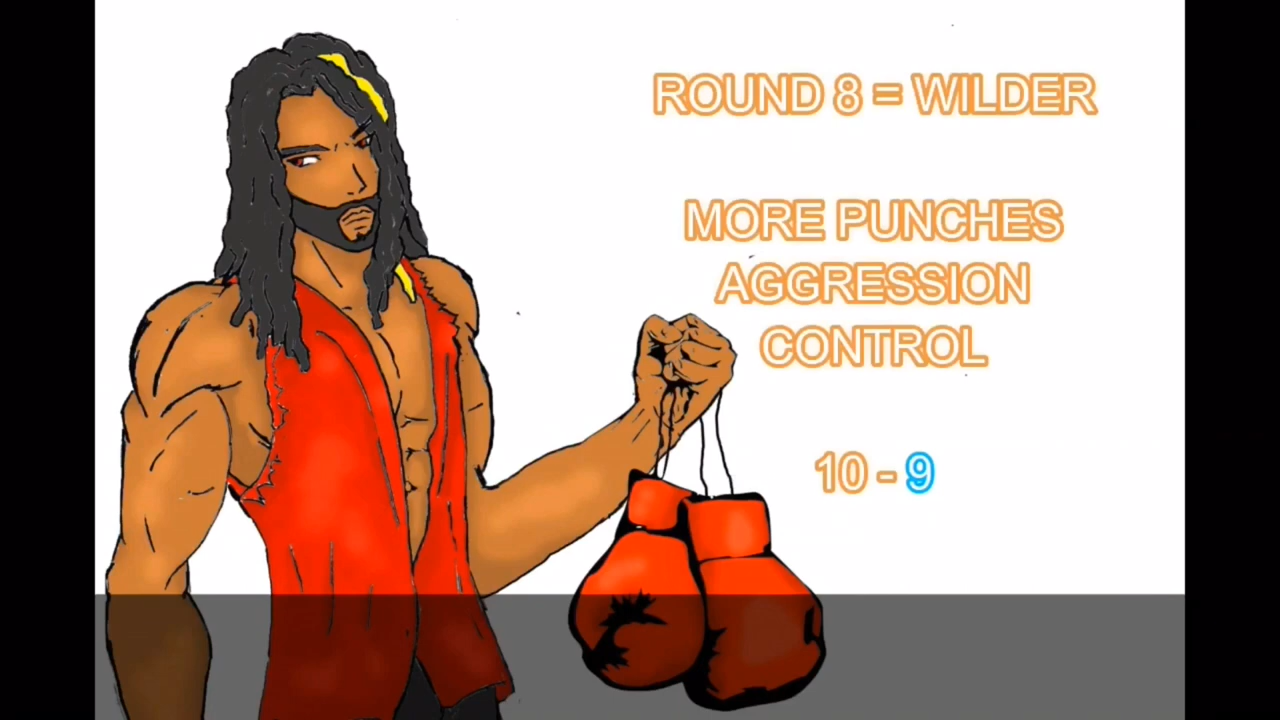 ROUND 8 = WILDER
MORE PUNCHES
AGGRESSION
CONTROL
10 - 9